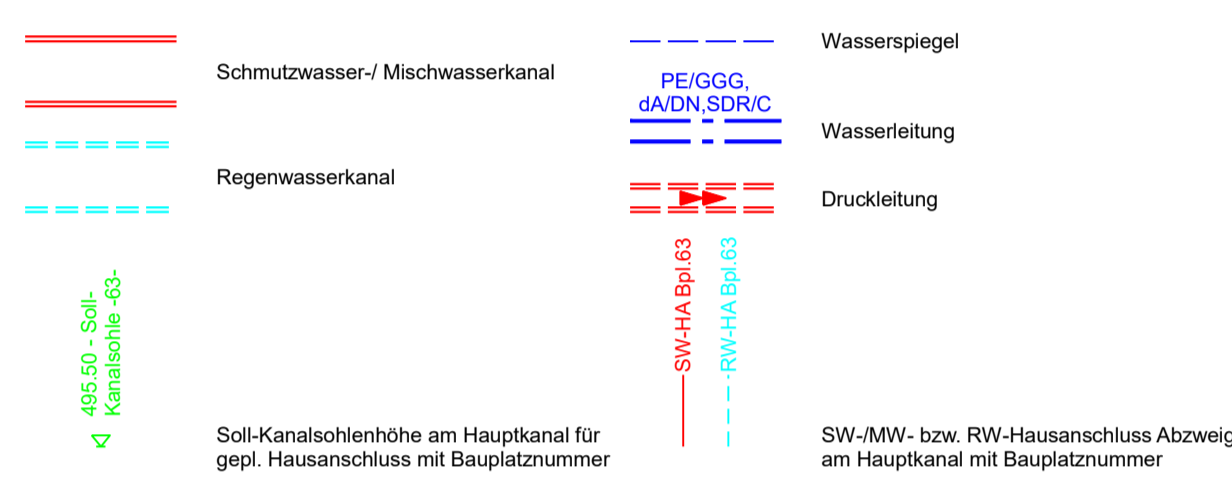 Schmutzwasser-/ Mischwasserkanal
Regenwasserkanal
495.50 - Soll-
Kanalsohle -63-
Soll-Kanalsohlenhöhe am Hauptkanal für
gepl. Hausanschluss mit Bauplatznummer
Wasserspiegel
PE/GGG,
dA/DN,SDR/C
Wasserleitung
Druckleitung
SW-HA Bpl.63
RW-HA Bpl.63
SW-/MW- bzw. RW-Hausanschluss Abzweig
am Hauptkanal mit Bauplatznummer